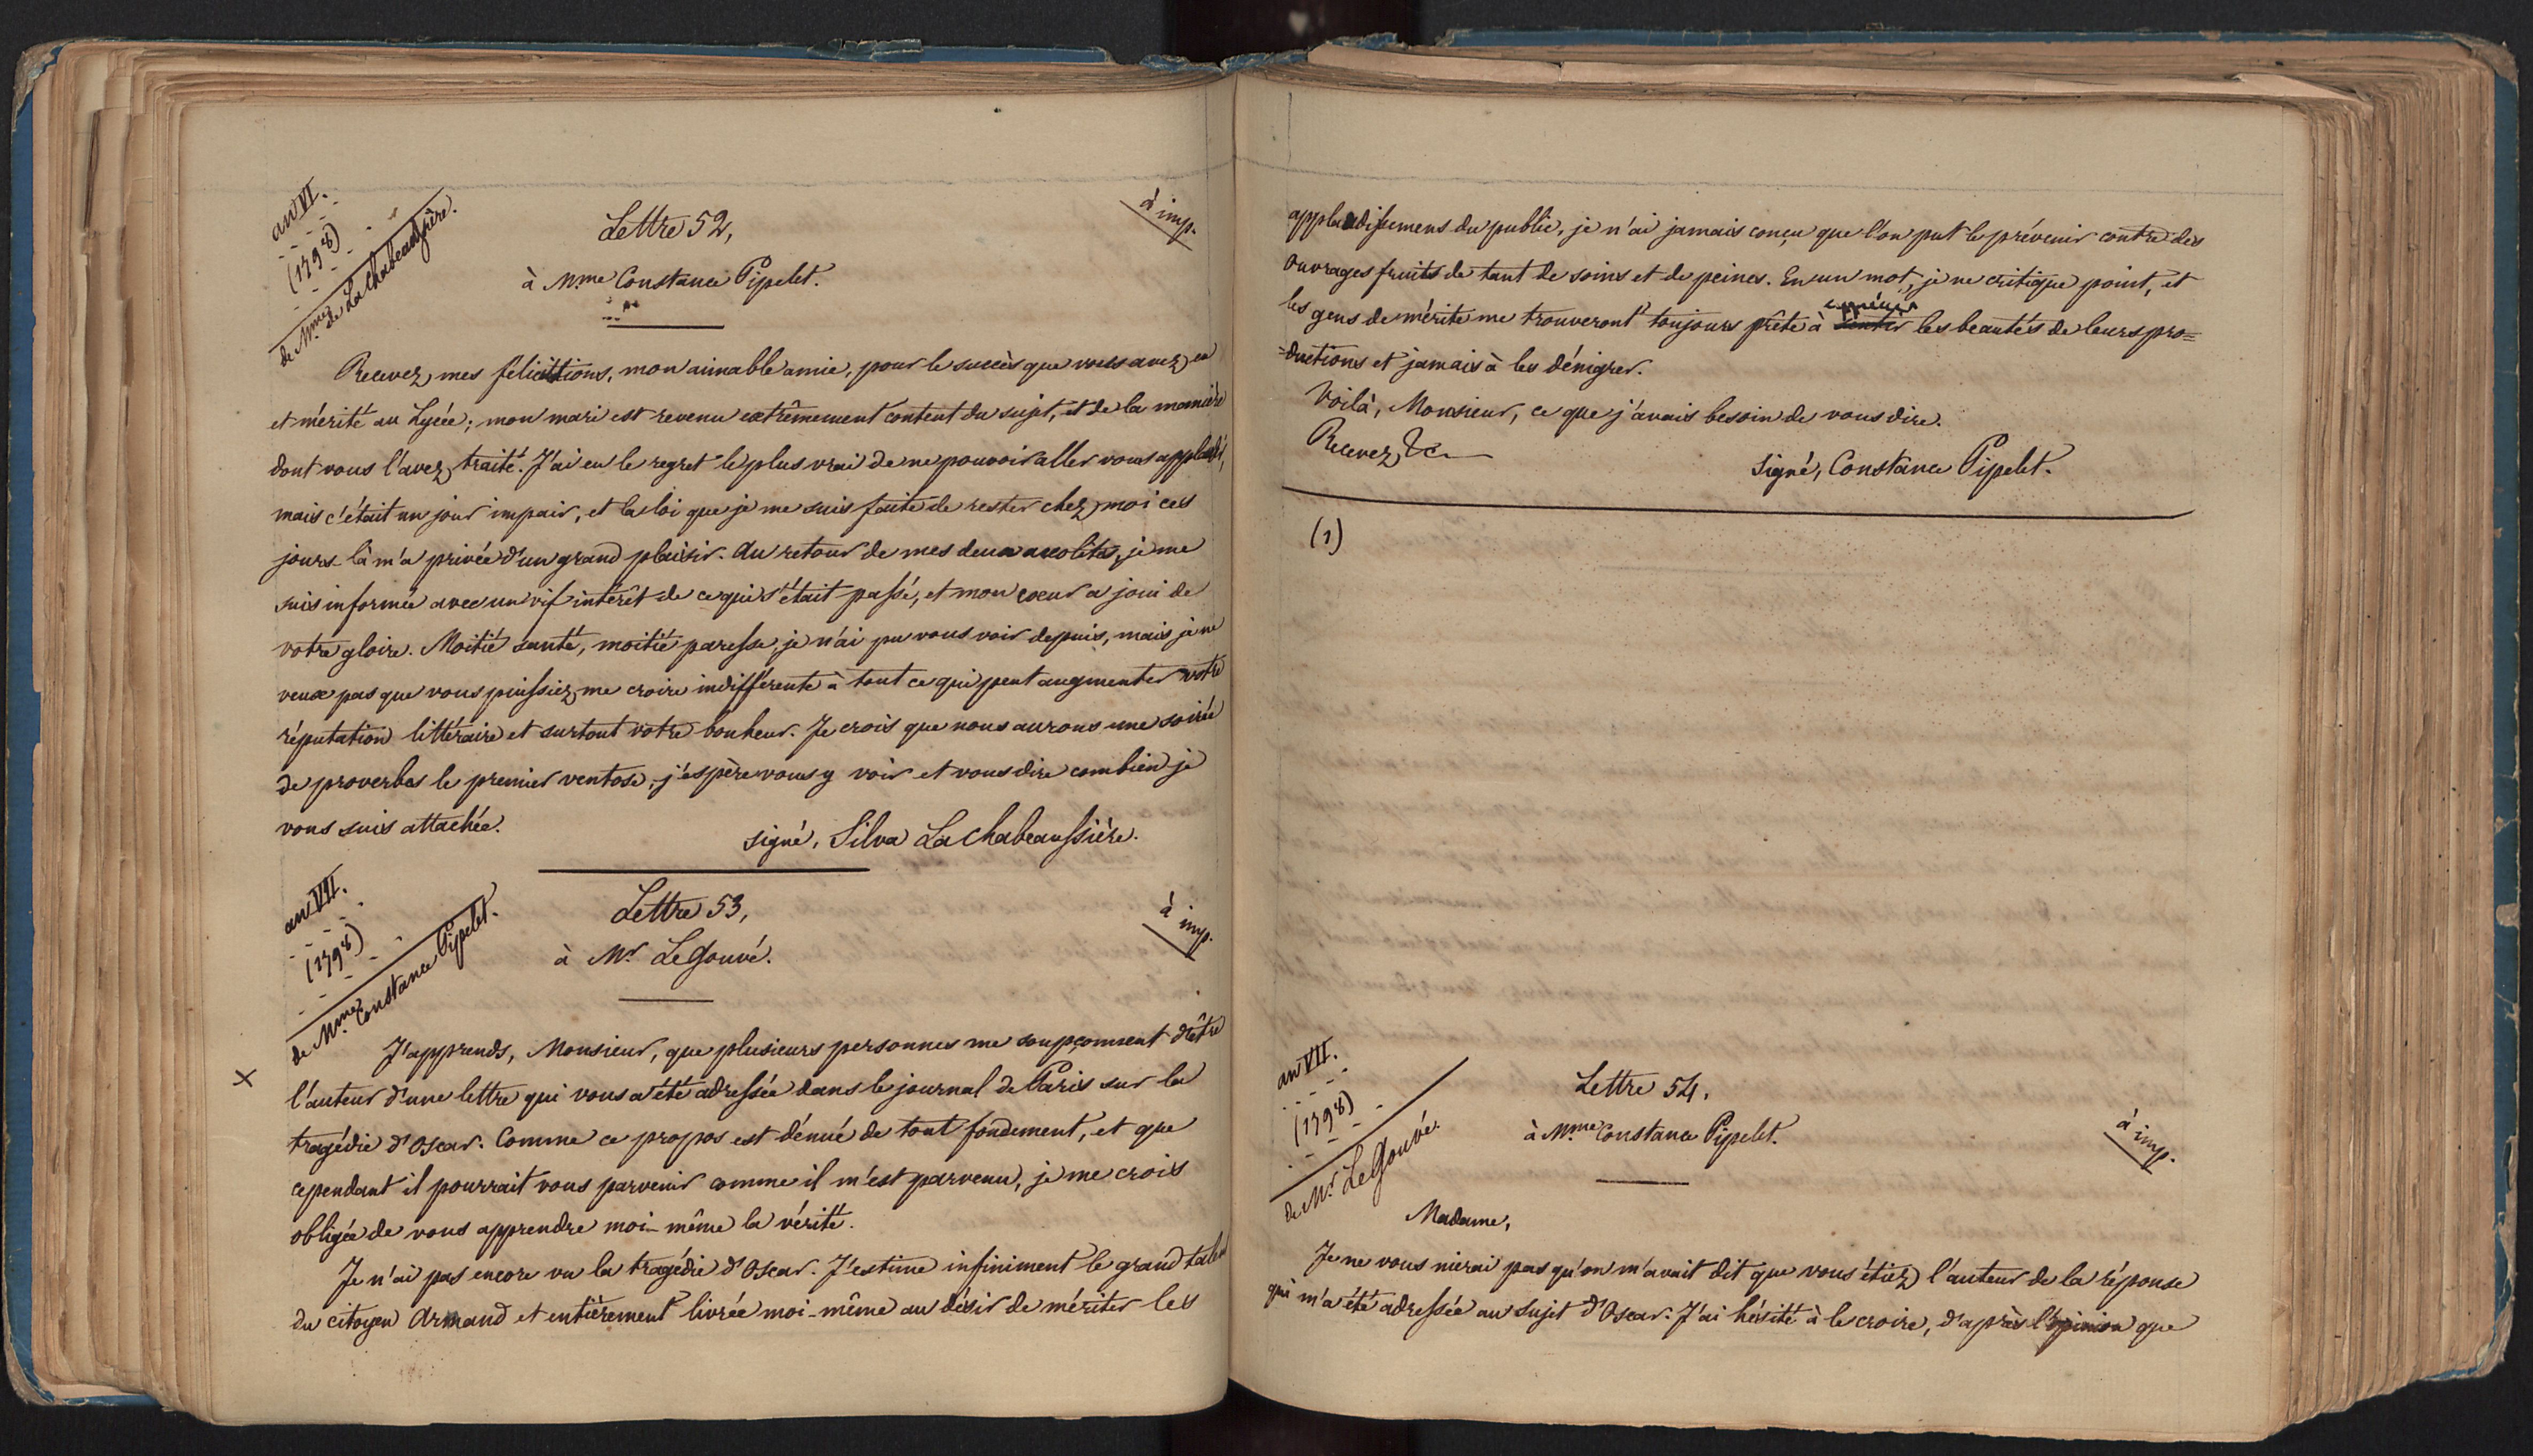 an VI.
(1798)
de Mme de La Chabeaussière.
à imp.
Lettre 52,
à Mme Constance Pipelet.
Recevez mes félicittions, mon aimable amie, pour le succès que vous avez eu
et mérité au Lycée; mon mari est revenu extrêmement content du sujet, et de la manière
dont vous l'avez traité. J'ai eu le regret le plus vrai de ne pouvoir aller vous applaudir,
mais c'était un jour impair, et la loi que je me suis faite de rester chez moi ces
jours-là m'a privée d'un grand plaisir. Au retour de mes deux acolites, je me
suis informée avec un vif intérêt de ce qui s'était passé, et mon coeur a joui de
votre gloire. Moitié santé, moitié paresse, je n'ai pu vous voir depuis, mais je ne
veux pas que vous puissiez me croire indifférente à tout ce qui peut augmenter votre
réputation littéraire et surtout votre bonheur. Je crois que nous aurons une soirée
de proverbes le premier ventose, j'espère vous y voir et vous dire combien je
vous suis attachée.
signé, Silva La Chabeaussière.
an VII.
(1798)
de Mme Constance Pipelet.
à imp.
Lettre 53,
à Mr LeGouvé.
J'apprends, Monsieur, que plusieurs personnes me soupçonnent d'être
X l'auteur d'une lettre qui vous a été adressée dans le journal de Paris sur la
tragédie d'Oscar. Comme ce propos est dénué de tout fondement, et que
cependant il pourrait vous parvenir comme il m'est parvenu, je me crois
obligée de vous apprendre moi-même la vérité.
Je n'ai pas encore vu la tragédie d'Oscar. J'estime infiniment le grand talent
du citoyen Armand et entièrement livrée moi-même au désir de mériter les
applaudissemens du public, je n'ai jamais conçu que l'on put le prévenir contre des
ouvrages fruits de tant de soins et de peines. En un mot, je ne critique point, et
apprécier
les gens de mérite me trouveront toujours prête à sentir les beautés de leurs pro=
=ductions et jamais à les dénigrer.
Voilà, Monsieur, ce que j'avais besoin de vous dire.
Recevez &c
signé, Constance Pipelet.
(1)
an VII.
(1798)
de Mr LeGouvé.
à imp.
Lettre 54.
à Mme Constance Pipelet.
Madame,
Je ne vous nierai pas qu'on m'avait dit que vous étiez l'auteur de la réponse
qui m'a été adressée au sujet d'Oscar. J'ai hésité à le croire, d'après l'opinion que